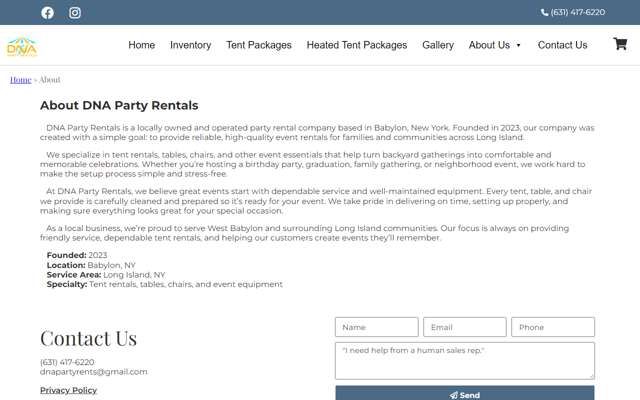 (631) 417-6220
DNA
Home
Inventory
Tent Packages
Heated Tent Packages
Gallery
About Us
Contact Us
Home » About
About DNA Party Rentals
DNA Party Rentals is a locally owned and operated party rental company based in Babylon, New York. Founded in 2023, our company was
created with a simple goal: to provide reliable, high-quality event rentals for families and communities across Long Island.
We specialize in tent rentals, tables, chairs, and other event essentials that help turn backyard gatherings into comfortable and
memorable celebrations. Whether you're hosting a birthday party, graduation, family gathering, or neighborhood event, we work hard to
make the setup process simple and stress-free.
At DNA Party Rentals, we believe great events start with dependable service and well-maintained equipment. Every tent, table, and chair
we provide is carefully cleaned and prepared so it's ready for your event. We take pride in delivering on time, setting up properly, and
making sure everything looks great for your special occasion.
As a local business, we're proud to serve West Babylon and surrounding Long Island communities. Our focus is always on providing
friendly service, dependable tent rentals, and helping our customers create events they'll remember.
Founded: 2023
Location: Babylon, NY
Service Area: Long Island, NY
Specialty: Tent rentals, tables, chairs, and event equipment
Contact Us
(631) 417-6220
dnapartyrents@gmail.com
Privacy Policy
Name
Email
Phone
"I need help from a human sales rep."
Send